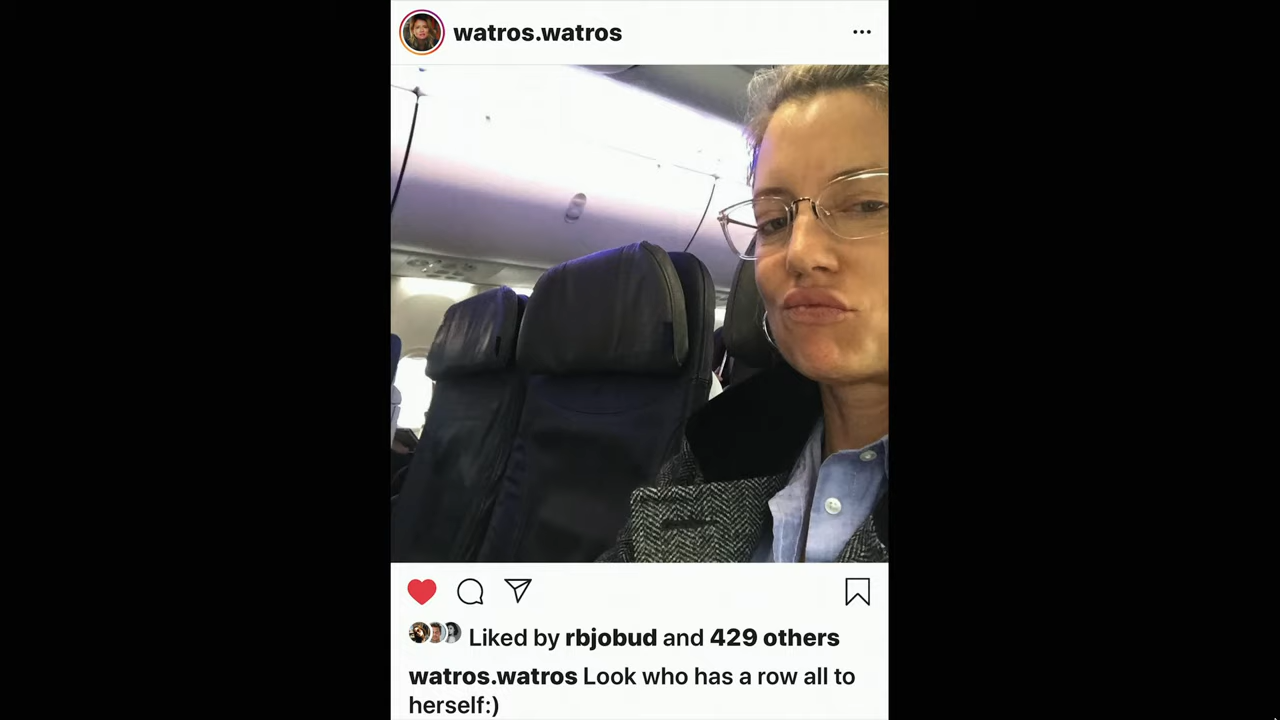 watros.watros
Liked by rbjobud and 429 others
watros.watros Look who has a row all to
herself:)